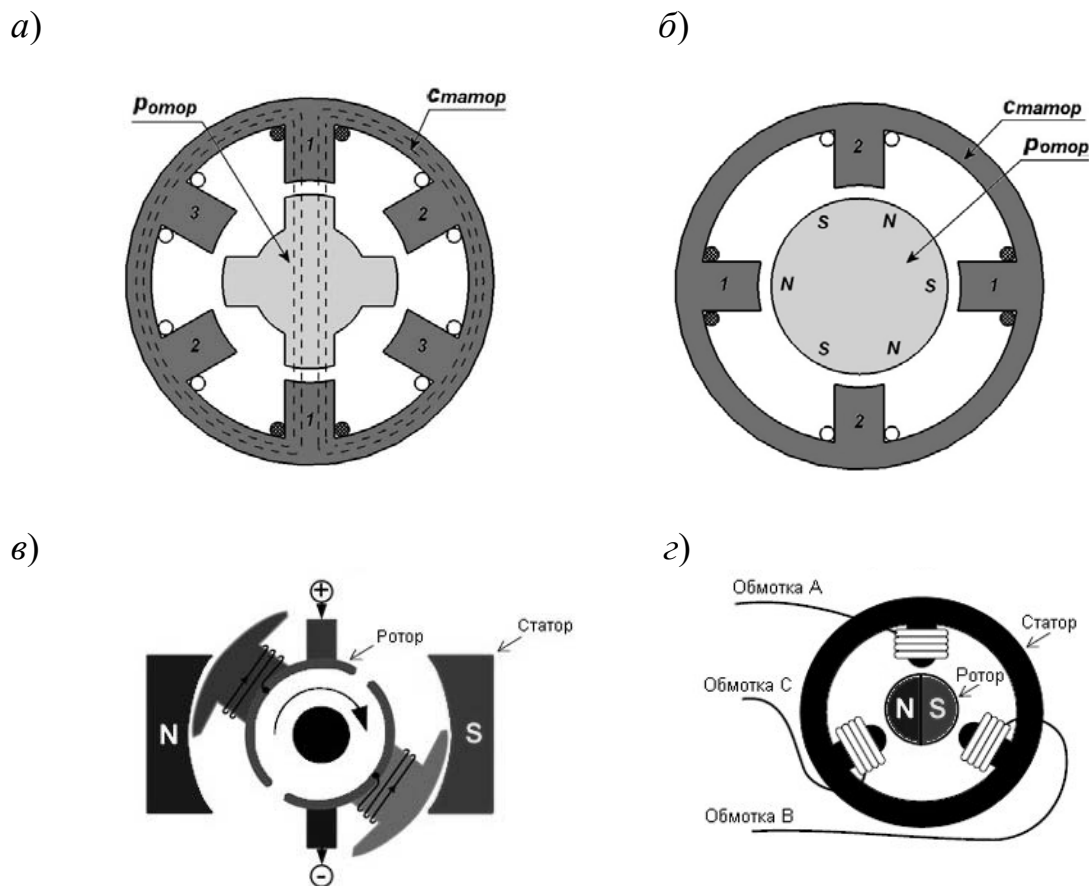 а) б)
ротор статор
1
3 2
2 3
1
статор
ротор
2
S N
1 N S 1
S N
2
в) г)
+
Ротор Статор
N S
-
Обмотка А
Статор
Ротор
Обмотка С
N S
Обмотка В